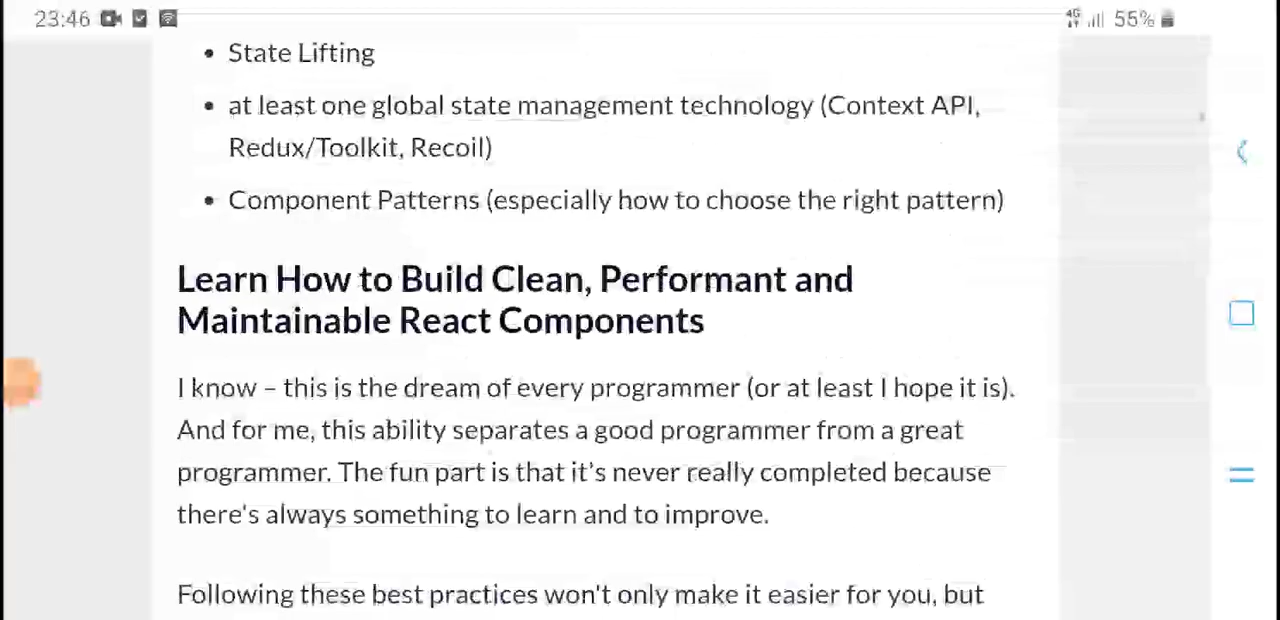 23:46 4G 55%
State Lifting
at least one global state management technology (Context API,
Redux/Toolkit, Recoil)
Component Patterns (especially how to choose the right pattern)
Learn How to Build Clean, Performant and
Maintainable React Components
I know – this is the dream of every programmer (or at least I hope it is).
And for me, this ability separates a good programmer from a great
programmer. The fun part is that it's never really completed because
there's always something to learn and to improve.
Following these best practices won't only make it easier for you, but